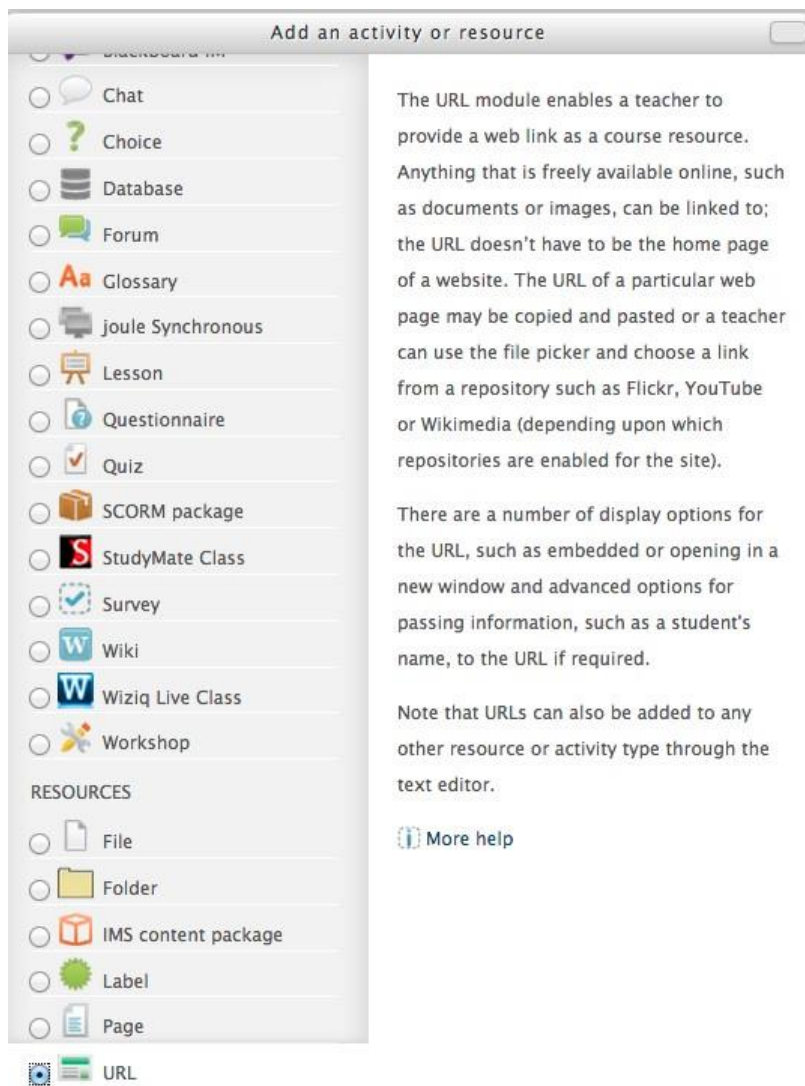 Add an activity or resource
Blackboard IM
Chat
Choice
Database
Forum
Aa Glossary
joule Synchronous
Lesson
Questionnaire
Quiz
SCORM package
S StudyMate Class
Survey
W Wiki
W Wiziq Live Class
Workshop
RESOURCES
File
Folder
IMS content package
Label
Page
URL
The URL module enables a teacher to
provide a web link as a course resource.
Anything that is freely available online, such
as documents or images, can be linked to;
the URL doesn't have to be the home page
of a website. The URL of a particular web
page may be copied and pasted or a teacher
can use the file picker and choose a link
from a repository such as Flickr, YouTube
or Wikimedia (depending upon which
repositories are enabled for the site).
There are a number of display options for
the URL, such as embedded or opening in a
new window and advanced options for
passing information, such as a student's
name, to the URL if required.
Note that URLs can also be added to any
other resource or activity type through the
text editor.
More help